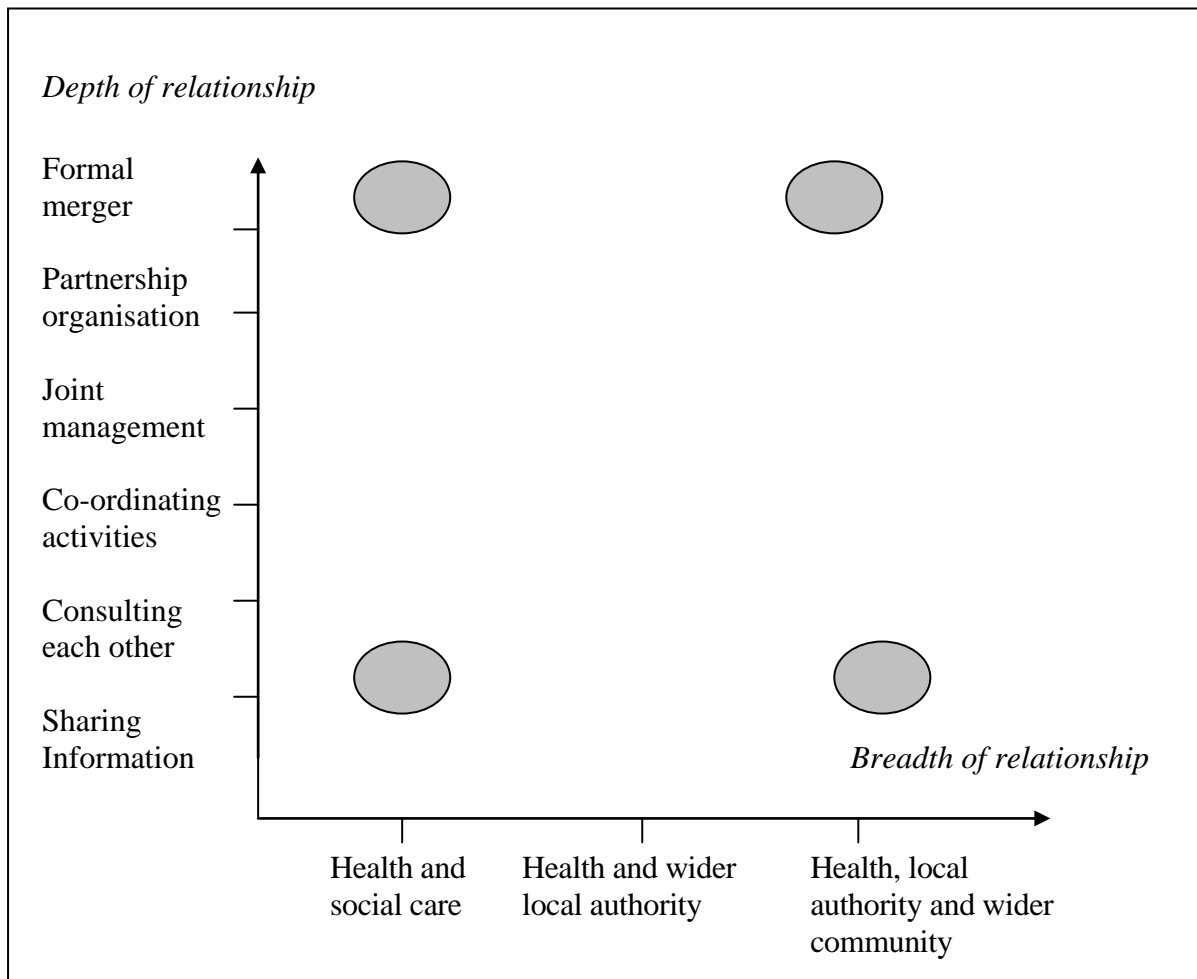 Depth of relationship
Formal
merger
Partnership
organisation
Joint
management
Co-ordinating
activities
Consulting
each other
Sharing
Information
Breadth of relationship
Health and
social care
Health and wider
local authority
Health, local
authority and wider
community